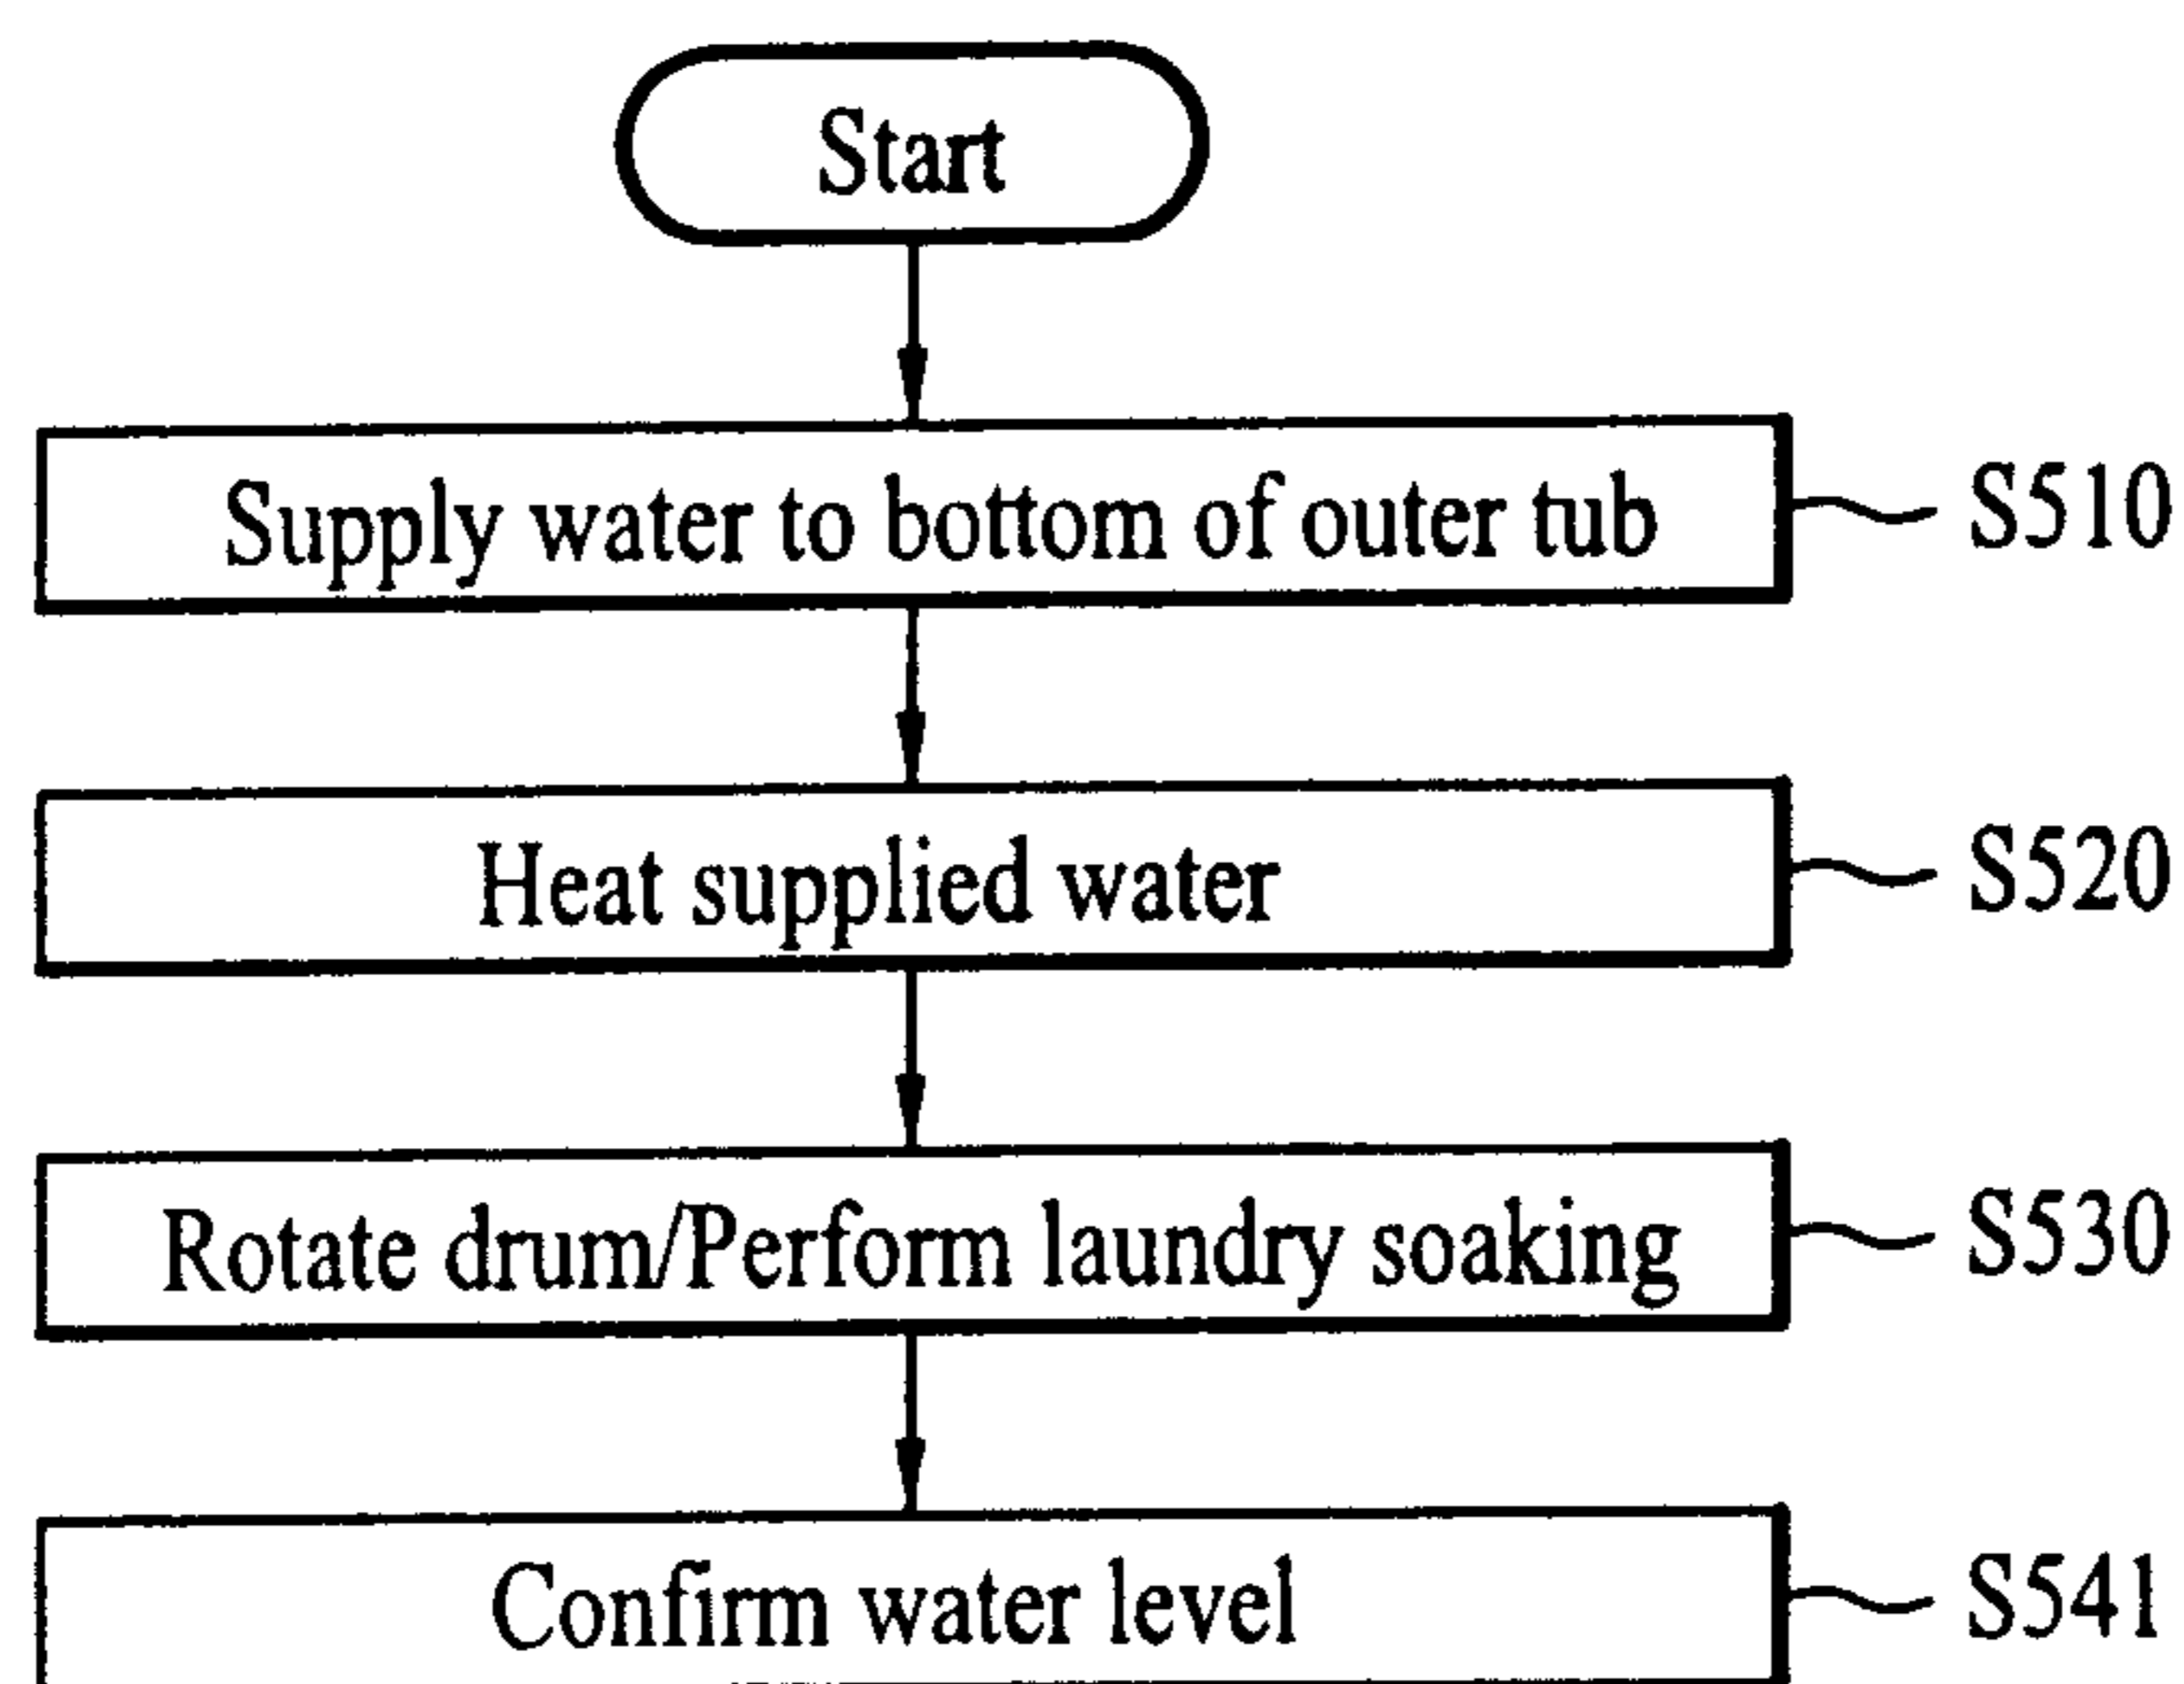 Start
Supply water to bottom of outer tub
S510
Heat supplied water
S520
Rotate drum/Perform laundry soaking
S530
Confirm water level
S541